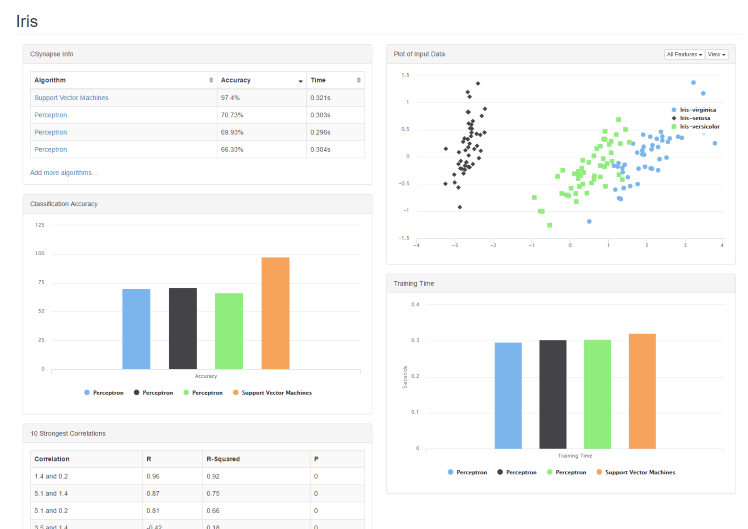 Iris
CSynapse Info
Algorithm Accuracy Time
Support Vector Machines 97.4% 0.321s
Perceptron 70.73% 0.303s
Perceptron 69.93% 0.296s
Perceptron 66.33% 0.304s
Add more algorithms...
Classification Accuracy
125
100
75
50
25
0
Accuracy
Perceptron Perceptron Perceptron Support Vector Machines
10 Strongest Correlations
Correlation R R-Squared P
1.4 and 0.2 0.96 0.92 0
5.1 and 1.4 0.87 0.75 0
5.1 and 0.2 0.81 0.66 0
3.5 and 1.4 -0.42 0.18 0
Plot of Input Data All Features View
1.5
1
0.5
0
-0.5
-1
-1.5
-4 -3 -2 -1 0 1 2 3 4
Iris-virginica
Iris-setosa
Iris-versicolor
Training Time
0.4
0.3
0.2
0.1
0
Seconds
Training Time
Perceptron Perceptron Perceptron Support Vector Machines